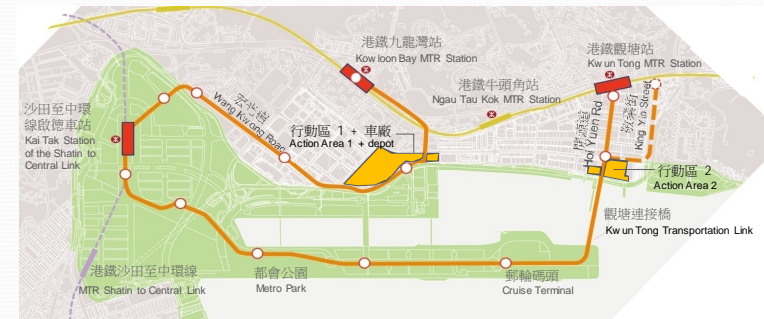 港鐵九龍灣站
Kowloon Bay MTR Station
港鐵觀塘站
Kwun Tong MTR Station
港鐵牛頭角站
Ngau Tau Kok MTR Station
沙田至中環
線啟德車站
Kai Tak Station
of the Shatin to
Central Link
宏光道
Wang Kwong Road
行動區 1 + 車廠
Action Area 1 + depot
開源道
Hoi Yuen Rd
敬業街
King Yip Street
行動區 2
Action Area 2
觀塘連接橋
Kwun Tong Transportation Link
港鐵沙田至中環線
MTR Shatin to Central Link
都會公園
Metro Park
郵輪碼頭
Cruise Terminal